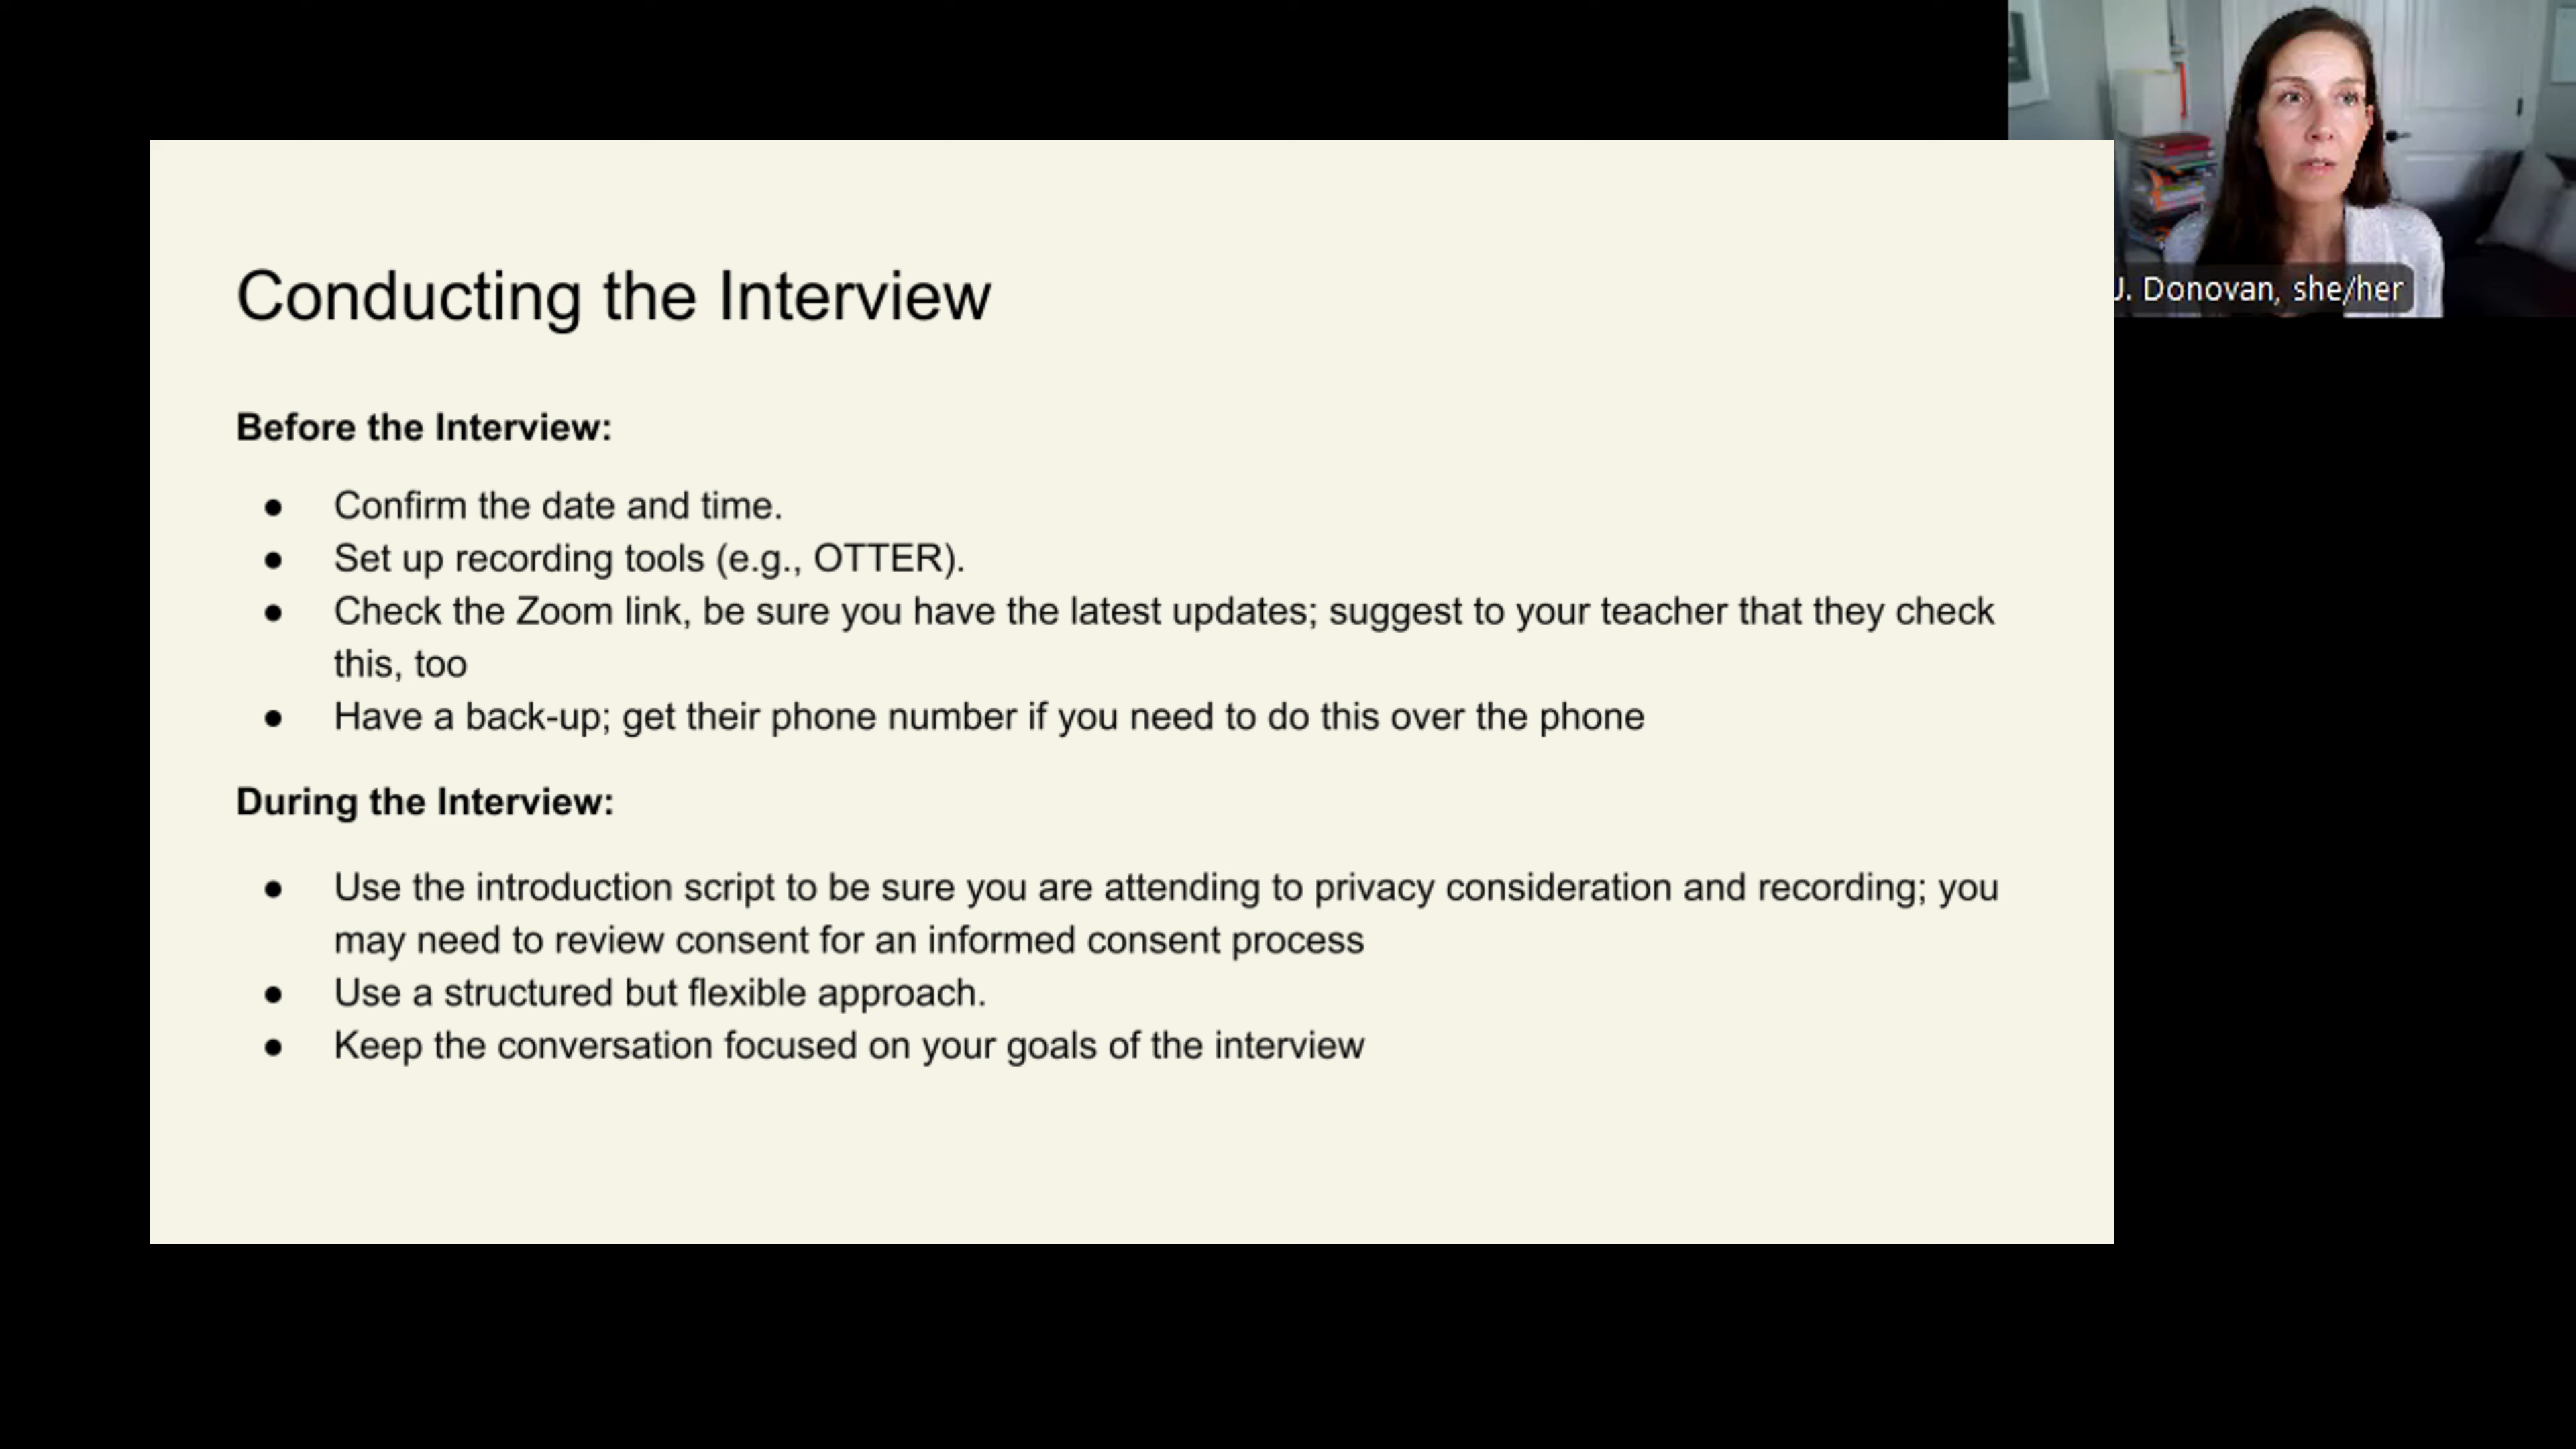 Conducting the Interview
Before the Interview:
● Confirm the date and time.
● Set up recording tools (e.g., OTTER).
● Check the Zoom link, be sure you have the latest updates; suggest to your teacher that they check
this, too
● Have a back-up; get their phone number if you need to do this over the phone
During the Interview:
● Use the introduction script to be sure you are attending to privacy consideration and recording; you
may need to review consent for an informed consent process
● Use a structured but flexible approach.
● Keep the conversation focused on your goals of the interview
J. Donovan, she/her